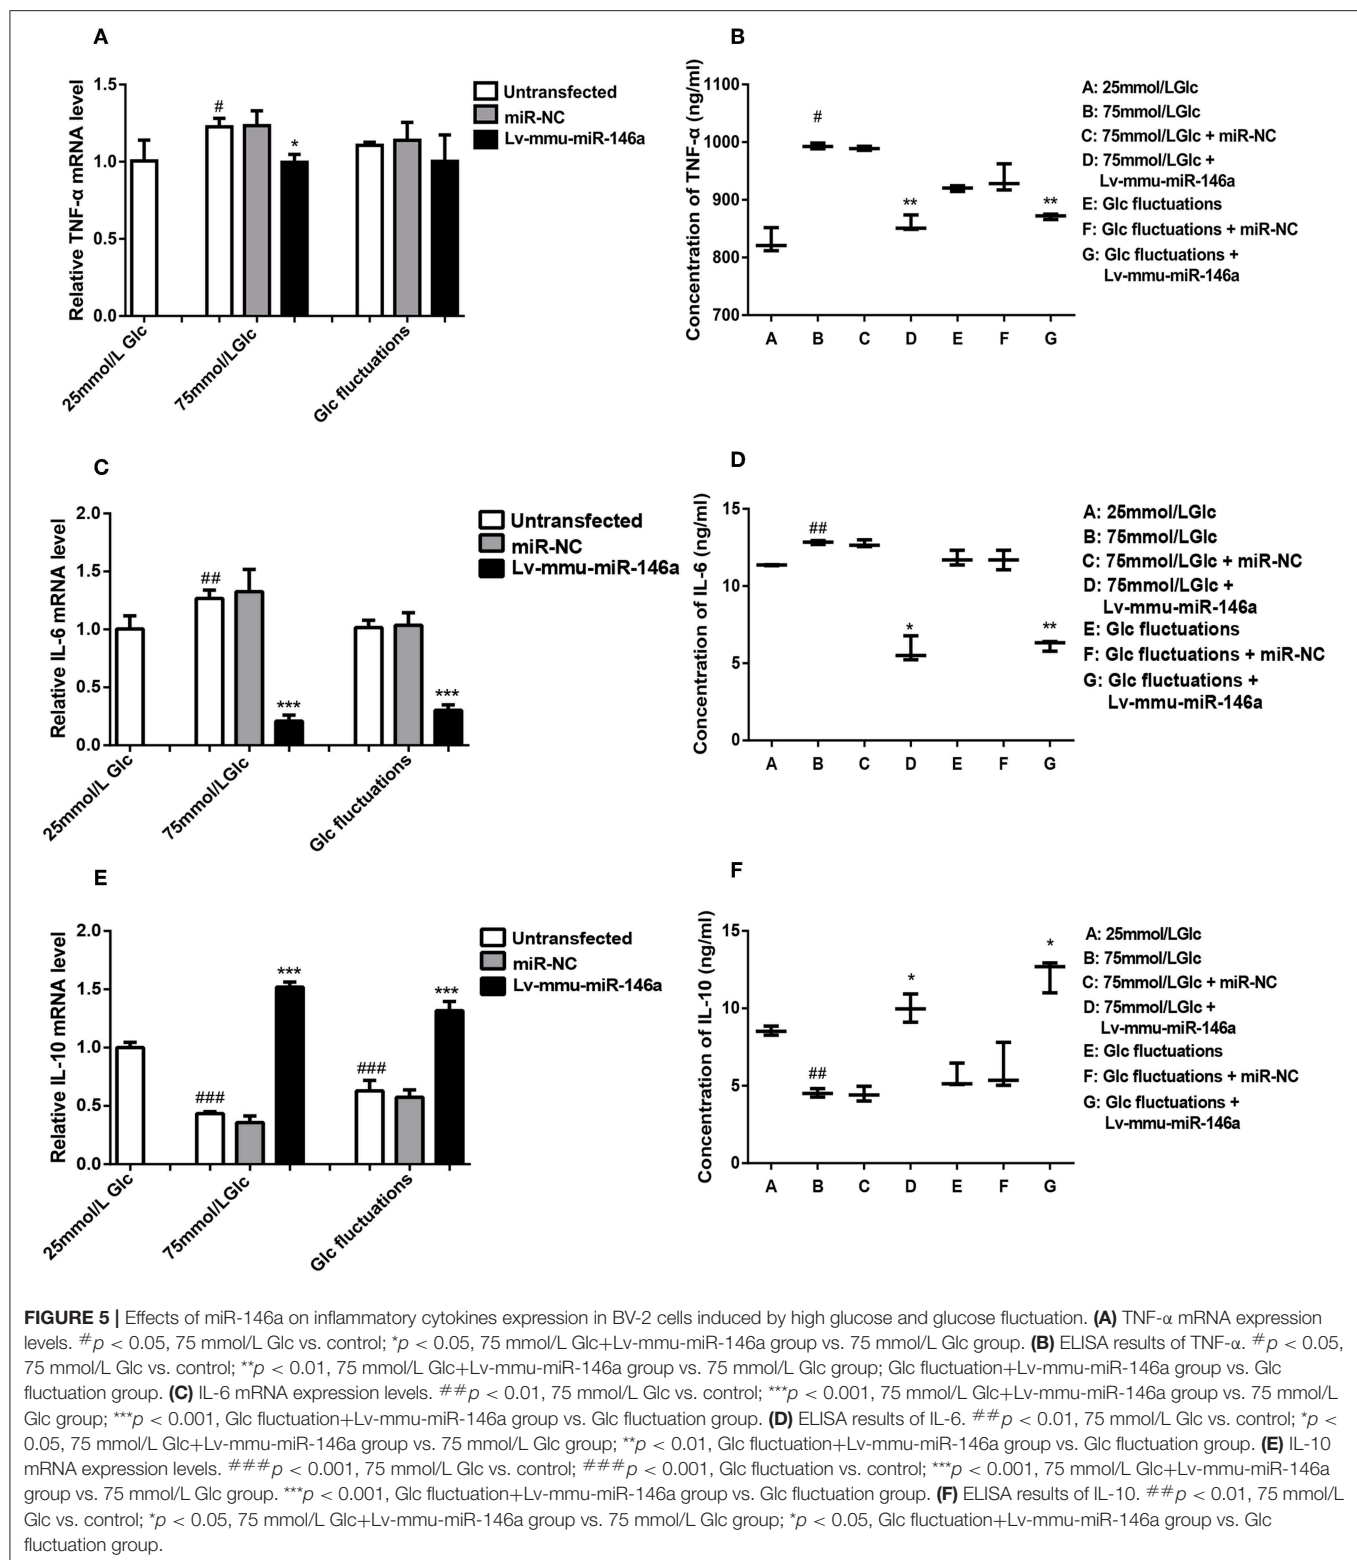 A
Relative TNF-α mRNA level
1.5
1.0
0.5
0.0
25mmol/L Glc
75mmol/LGlc
Glc fluctuations
Untransfected
miR-NC
Lv-mmu-miR-146a
#
*
B
Concentration of TNF-α (ng/ml)
1100
1000
900
800
700
#
**
**
A B C D E F G
A: 25mmol/LGlc
B: 75mmol/LGlc
C: 75mmol/LGlc + miR-NC
D: 75mmol/LGlc +
Lv-mmu-miR-146a
E: Glc fluctuations
F: Glc fluctuations + miR-NC
G: Glc fluctuations +
Lv-mmu-miR-146a
C
Relative IL-6 mRNA level
2.0
1.5
1.0
0.5
0.0
25mmol/L Glc
75mmol/LGlc
Glc fluctuations
Untransfected
miR-NC
Lv-mmu-miR-146a
##
***
***
D
Concentration of IL-6 (ng/ml)
15
10
5
0
##
*
**
A B C D E F G
A: 25mmol/LGlc
B: 75mmol/LGlc
C: 75mmol/LGlc + miR-NC
D: 75mmol/LGlc +
Lv-mmu-miR-146a
E: Glc fluctuations
F: Glc fluctuations + miR-NC
G: Glc fluctuations +
Lv-mmu-miR-146a
E
Relative IL-10 mRNA level
2.0
1.5
1.0
0.5
0.0
25mmol/L Glc
75mmol/LGlc
Glc fluctuations
Untransfected
miR-NC
Lv-mmu-miR-146a
###
***
###
***
F
Concentration of IL-10 (ng/ml)
15
10
5
0
##
*
*
A B C D E F G
A: 25mmol/LGlc
B: 75mmol/LGlc
C: 75mmol/LGlc + miR-NC
D: 75mmol/LGlc +
Lv-mmu-miR-146a
E: Glc fluctuations
F: Glc fluctuations + miR-NC
G: Glc fluctuations +
Lv-mmu-miR-146a
FIGURE 5 | Effects of miR-146a on inflammatory cytokines expression in BV-2 cells induced by high glucose and glucose fluctuation. (A) TNF-α mRNA expression
levels. #p < 0.05, 75 mmol/L Glc vs. control; *p < 0.05, 75 mmol/L Glc+Lv-mmu-miR-146a group vs. 75 mmol/L Glc group. (B) ELISA results of TNF-α. #p < 0.05,
75 mmol/L Glc vs. control; **p < 0.01, 75 mmol/L Glc+Lv-mmu-miR-146a group vs. 75 mmol/L Glc group; Glc fluctuation+Lv-mmu-miR-146a group vs. Glc
fluctuation group. (C) IL-6 mRNA expression levels. ##p < 0.01, 75 mmol/L Glc vs. control; ***p < 0.001, 75 mmol/L Glc+Lv-mmu-miR-146a group vs. 75 mmol/L
Glc group; ***p < 0.001, Glc fluctuation+Lv-mmu-miR-146a group vs. Glc fluctuation group. (D) ELISA results of IL-6. ##p < 0.01, 75 mmol/L Glc vs. control; *p <
0.05, 75 mmol/L Glc+Lv-mmu-miR-146a group vs. 75 mmol/L Glc group; **p < 0.01, Glc fluctuation+Lv-mmu-miR-146a group vs. Glc fluctuation group. (E) IL-10
mRNA expression levels. ###p < 0.001, 75 mmol/L Glc vs. control; ###p < 0.001, Glc fluctuation vs. control; ***p < 0.001, 75 mmol/L Glc+Lv-mmu-miR-146a
group vs. 75 mmol/L Glc group. ***p < 0.001, Glc fluctuation+Lv-mmu-miR-146a group vs. Glc fluctuation group. (F) ELISA results of IL-10. ##p < 0.01, 75 mmol/L
Glc vs. control; *p < 0.05, 75 mmol/L Glc+Lv-mmu-miR-146a group vs. 75 mmol/L Glc group; *p < 0.05, Glc fluctuation+Lv-mmu-miR-146a group vs. Glc
fluctuation group.